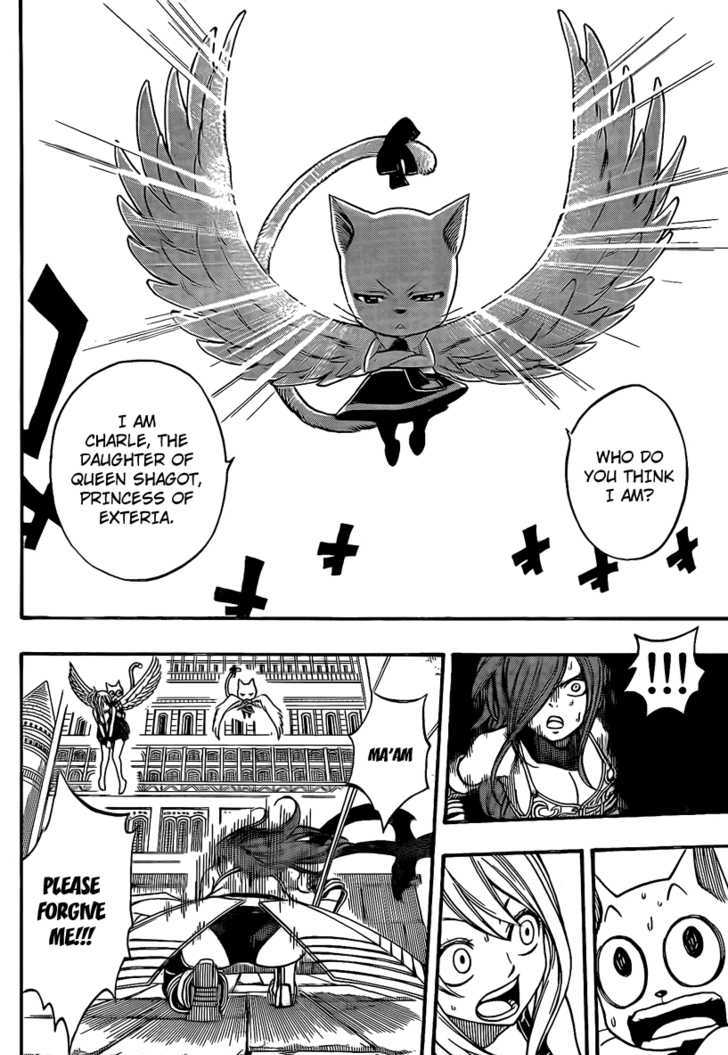 WHO DO
YOU THINK
I AM?
I AM
CHARLE, THE
DAUGHTER OF
QUEEN SHAGOT,
PRINCESS OF
EXTERIA.
!!!
MA'AM
PLEASE
FORGIVE
ME!!!